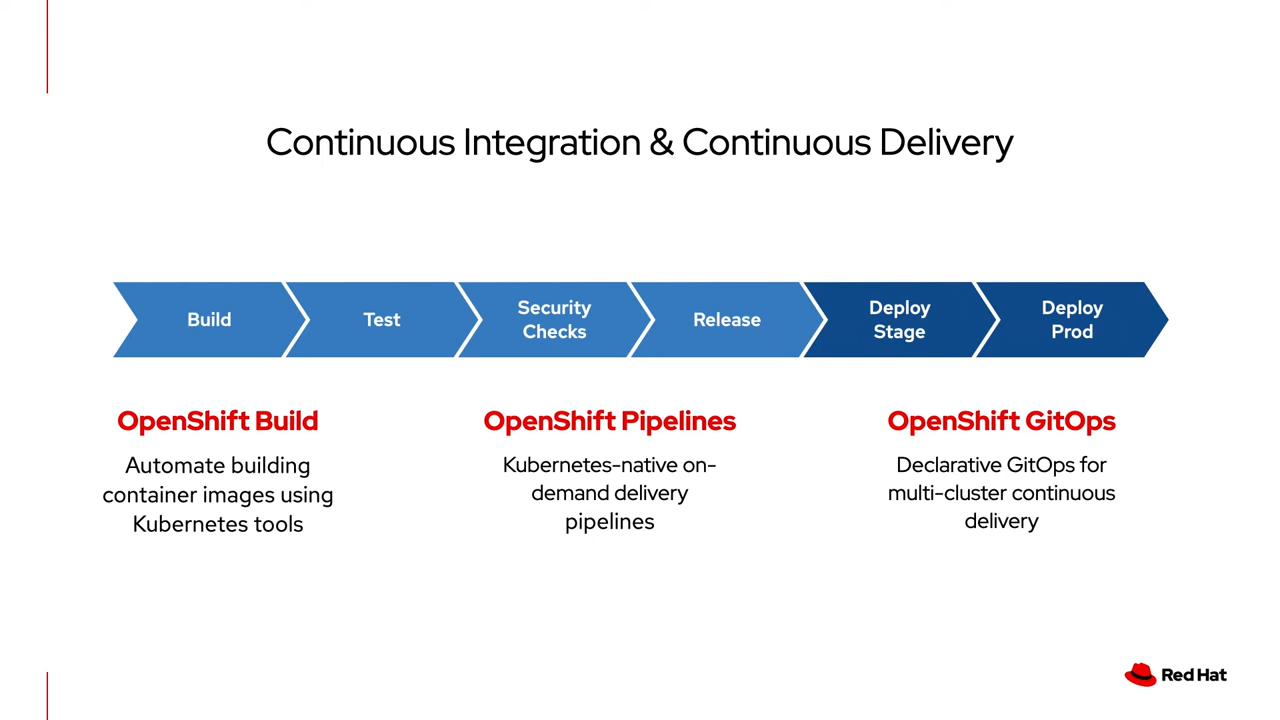 Continuous Integration & Continuous Delivery
Build
Test
Security
Checks
Release
Deploy
Stage
Deploy
Prod
OpenShift Build
Automate building
container images using
Kubernetes tools
OpenShift Pipelines
Kubernetes-native on-
demand delivery
pipelines
OpenShift GitOps
Declarative GitOps for
multi-cluster continuous
delivery
Red Hat